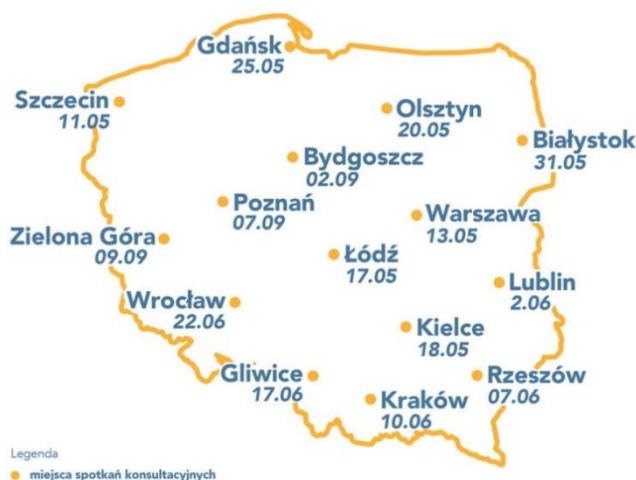 Gdańsk
25.05
Szczecin
11.05
Olsztyn
20.05
Białystok
31.05
Bydgoszcz
02.09
Poznań
07.09
Warszawa
13.05
Zielona Góra
09.09
Łódź
17.05
Lublin
2.06
Wrocław
22.06
Kielce
18.05
Gliwice
17.06
Rzeszów
07.06
Kraków
10.06
Legenda
miejsca spotkań konsultacyjnych